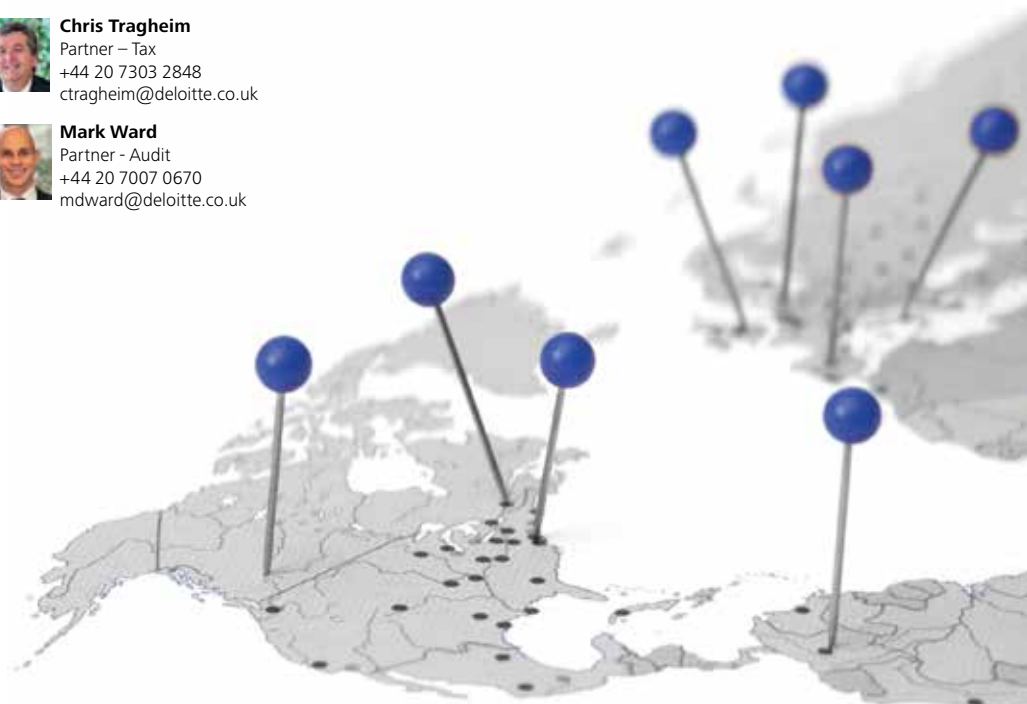 Chris Tragheim
Partner – Tax
+44 20 7303 2848
ctragheim@deloitte.co.uk
Mark Ward
Partner - Audit
+44 20 7007 0670
mdward@deloitte.co.uk